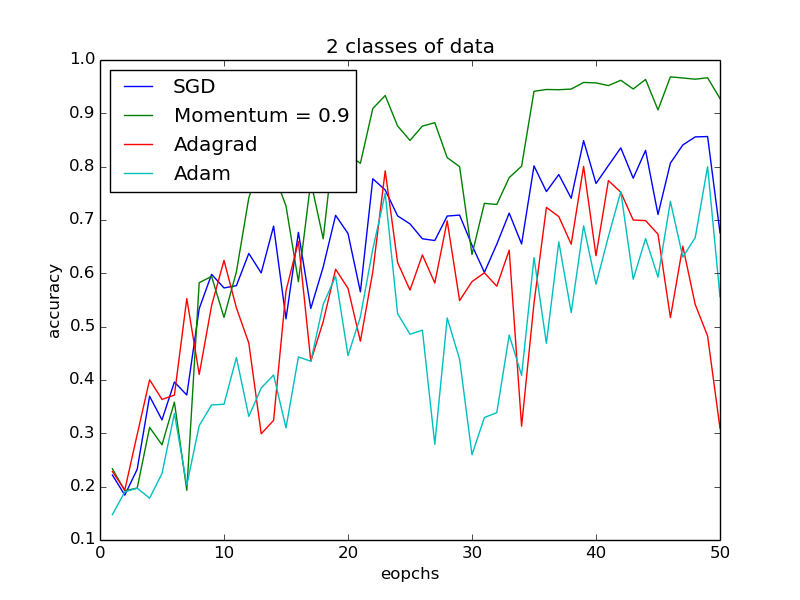 2 classes of data
1.0
0.9
0.8
0.7
0.6
0.5
0.4
0.3
0.2
0.1
accuracy
SGD
Momentum = 0.9
Adagrad
Adam
0 10 20 30 40 50
eopchs